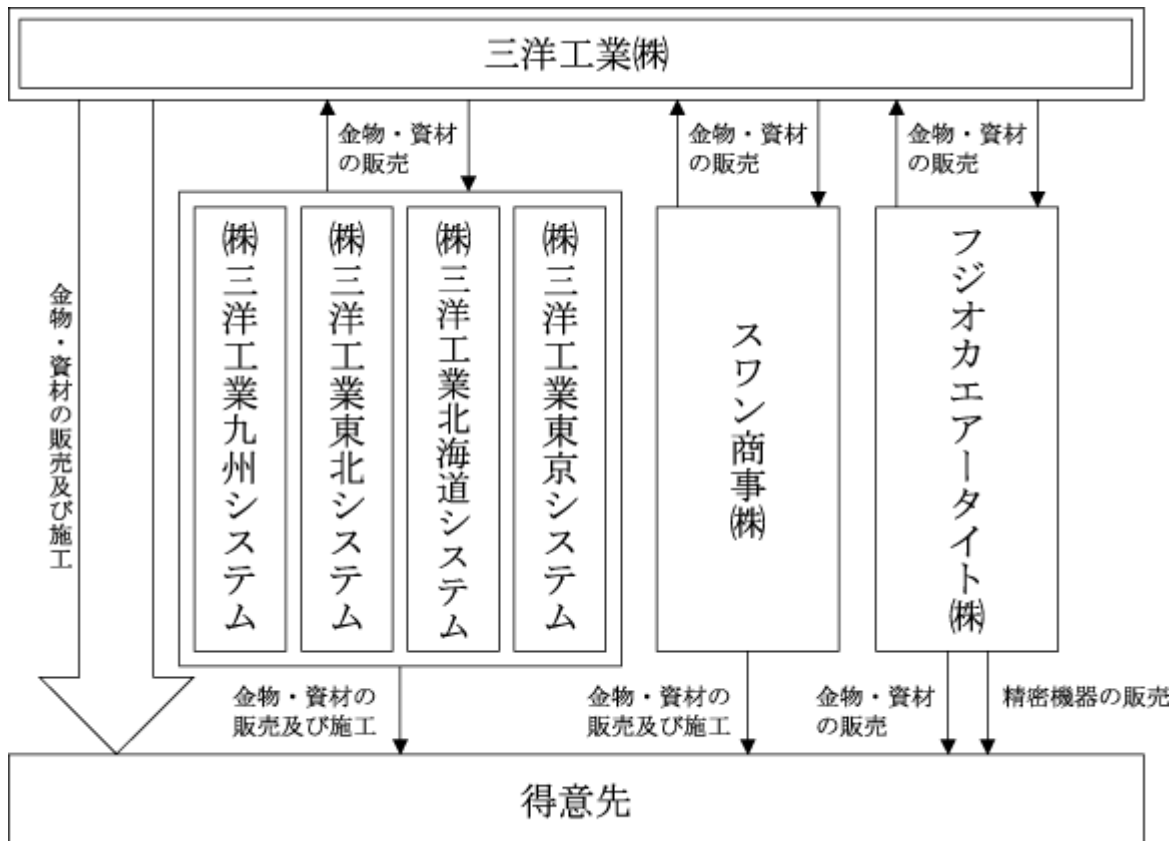 三洋工業㈱
金物・資材
の販売
金物・資材
の販売
金物・資材
の販売
金物・資材の販売及び施工
㈱三洋工業九州システム
㈱三洋工業東北システム
㈱三洋工業北海道システム
㈱三洋工業東京システム
スワン商事㈱
フジオカエアータイト㈱
金物・資材の
販売及び施工
金物・資材の
販売及び施工
金物・資材
の販売
精密機器の販売
得意先